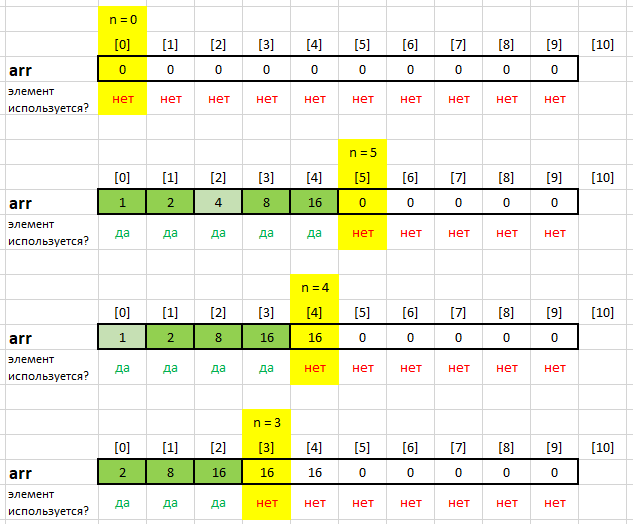 n = 0
[0] [1] [2] [3] [4] [5] [6] [7] [8] [9] [10]
arr 0 0 0 0 0 0 0 0 0 0
элемент
используется? нет нет нет нет нет нет нет нет нет нет
n = 5
[0] [1] [2] [3] [4] [5] [6] [7] [8] [9] [10]
arr 1 2 4 8 16 0 0 0 0 0
элемент
используется? да да да да да нет нет нет нет нет
n = 4
[0] [1] [2] [3] [4] [5] [6] [7] [8] [9] [10]
arr 1 2 8 16 16 0 0 0 0 0
элемент
используется? да да да да нет нет нет нет нет нет
n = 3
[0] [1] [2] [3] [4] [5] [6] [7] [8] [9] [10]
arr 2 8 16 16 16 0 0 0 0 0
элемент
используется? да да да нет нет нет нет нет нет нет